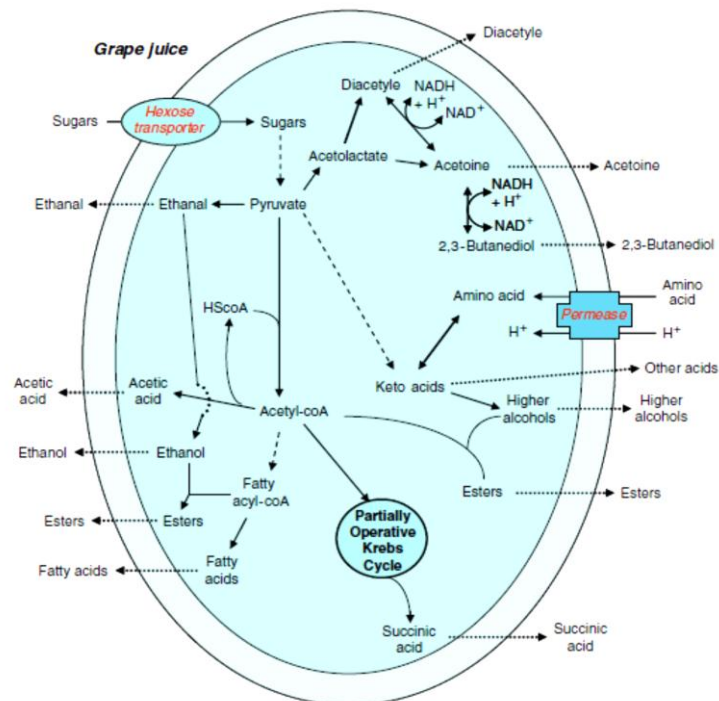 Grape juice
Diacetyle
Hexose
transporter
Sugars
Sugars
Diacetyle
NADH
+ H+
NAD+
Acetolactate
Acetoine
Acetoine
Ethanal
Ethanal
Pyruvate
NADH
+ H+
NAD+
2,3-Butanediol
2,3-Butanediol
HScoA
Amino acid
Permease
Amino
acid
H+
H+
Acetic
acid
Acetic
acid
Acetyl-coA
Keto acids
Other acids
Higher
alcohols
Higher
alcohols
Ethanol
Ethanol
Fatty
acyl-coA
Esters
Esters
Esters
Esters
Partially
Operative
Krebs
Cycle
Fatty acids
Fatty
acids
Succinic
acid
Succinic
acid